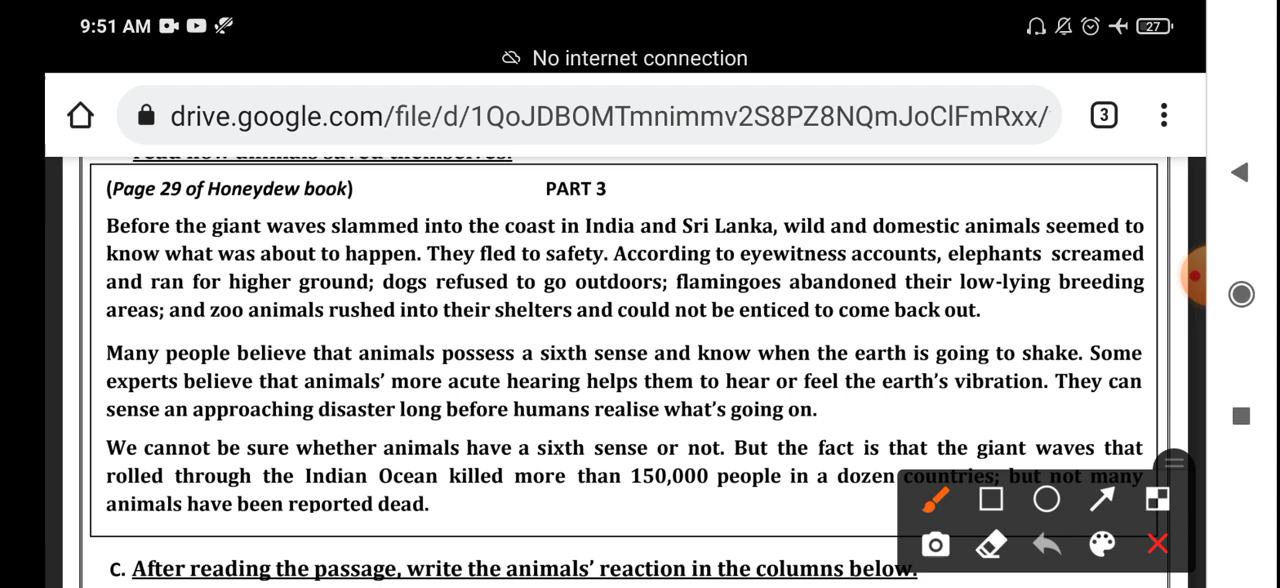 9:51 AM 27
No internet connection
drive.google.com/file/d/1QoJDBOMTmnimmv2S8PZ8NQmJoClFmRxx/ 3
read how animals saved themselves.
(Page 29 of Honeydew book) PART 3
Before the giant waves slammed into the coast in India and Sri Lanka, wild and domestic animals seemed to
know what was about to happen. They fled to safety. According to eyewitness accounts, elephants screamed
and ran for higher ground; dogs refused to go outdoors; flamingoes abandoned their low-lying breeding
areas; and zoo animals rushed into their shelters and could not be enticed to come back out.
Many people believe that animals possess a sixth sense and know when the earth is going to shake. Some
experts believe that animals’ more acute hearing helps them to hear or feel the earth’s vibration. They can
sense an approaching disaster long before humans realise what’s going on.
We cannot be sure whether animals have a sixth sense or not. But the fact is that the giant waves that
rolled through the Indian Ocean killed more than 150,000 people in a dozen countries; but not many
animals have been reported dead.
C. After reading the passage, write the animals’ reaction in the columns below.